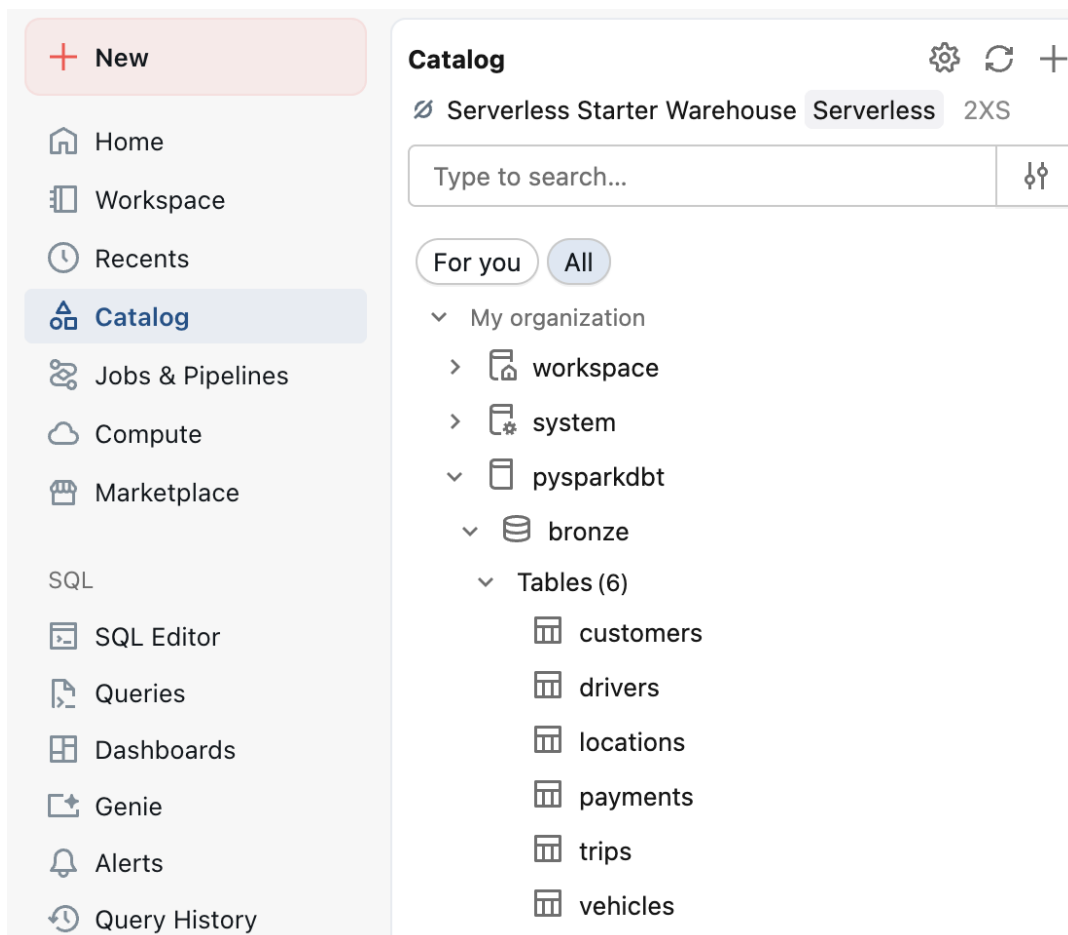 New
Home
Workspace
Recents
Catalog
Jobs & Pipelines
Compute
Marketplace
SQL
SQL Editor
Queries
Dashboards
Genie
Alerts
Query History
Catalog
Serverless Starter Warehouse Serverless 2XS
Type to search...
For you All
My organization
workspace
system
pysparkdbt
bronze
Tables (6)
customers
drivers
locations
payments
trips
vehicles